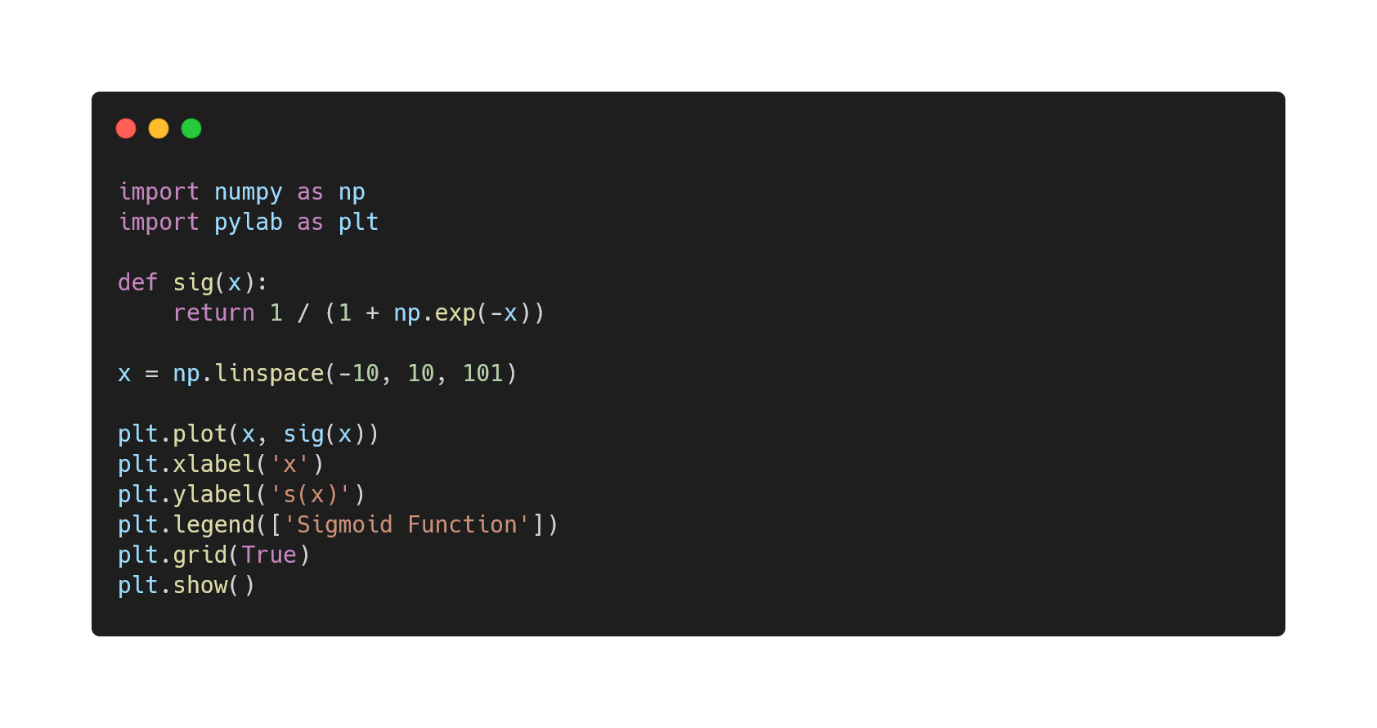 import numpy as np
import pylab as plt

def sig(x):
    return 1 / (1 + np.exp(-x))

x = np.linspace(-10, 10, 101)

plt.plot(x, sig(x))
plt.xlabel('x')
plt.ylabel('s(x)')
plt.legend(['Sigmoid Function'])
plt.grid(True)
plt.show()